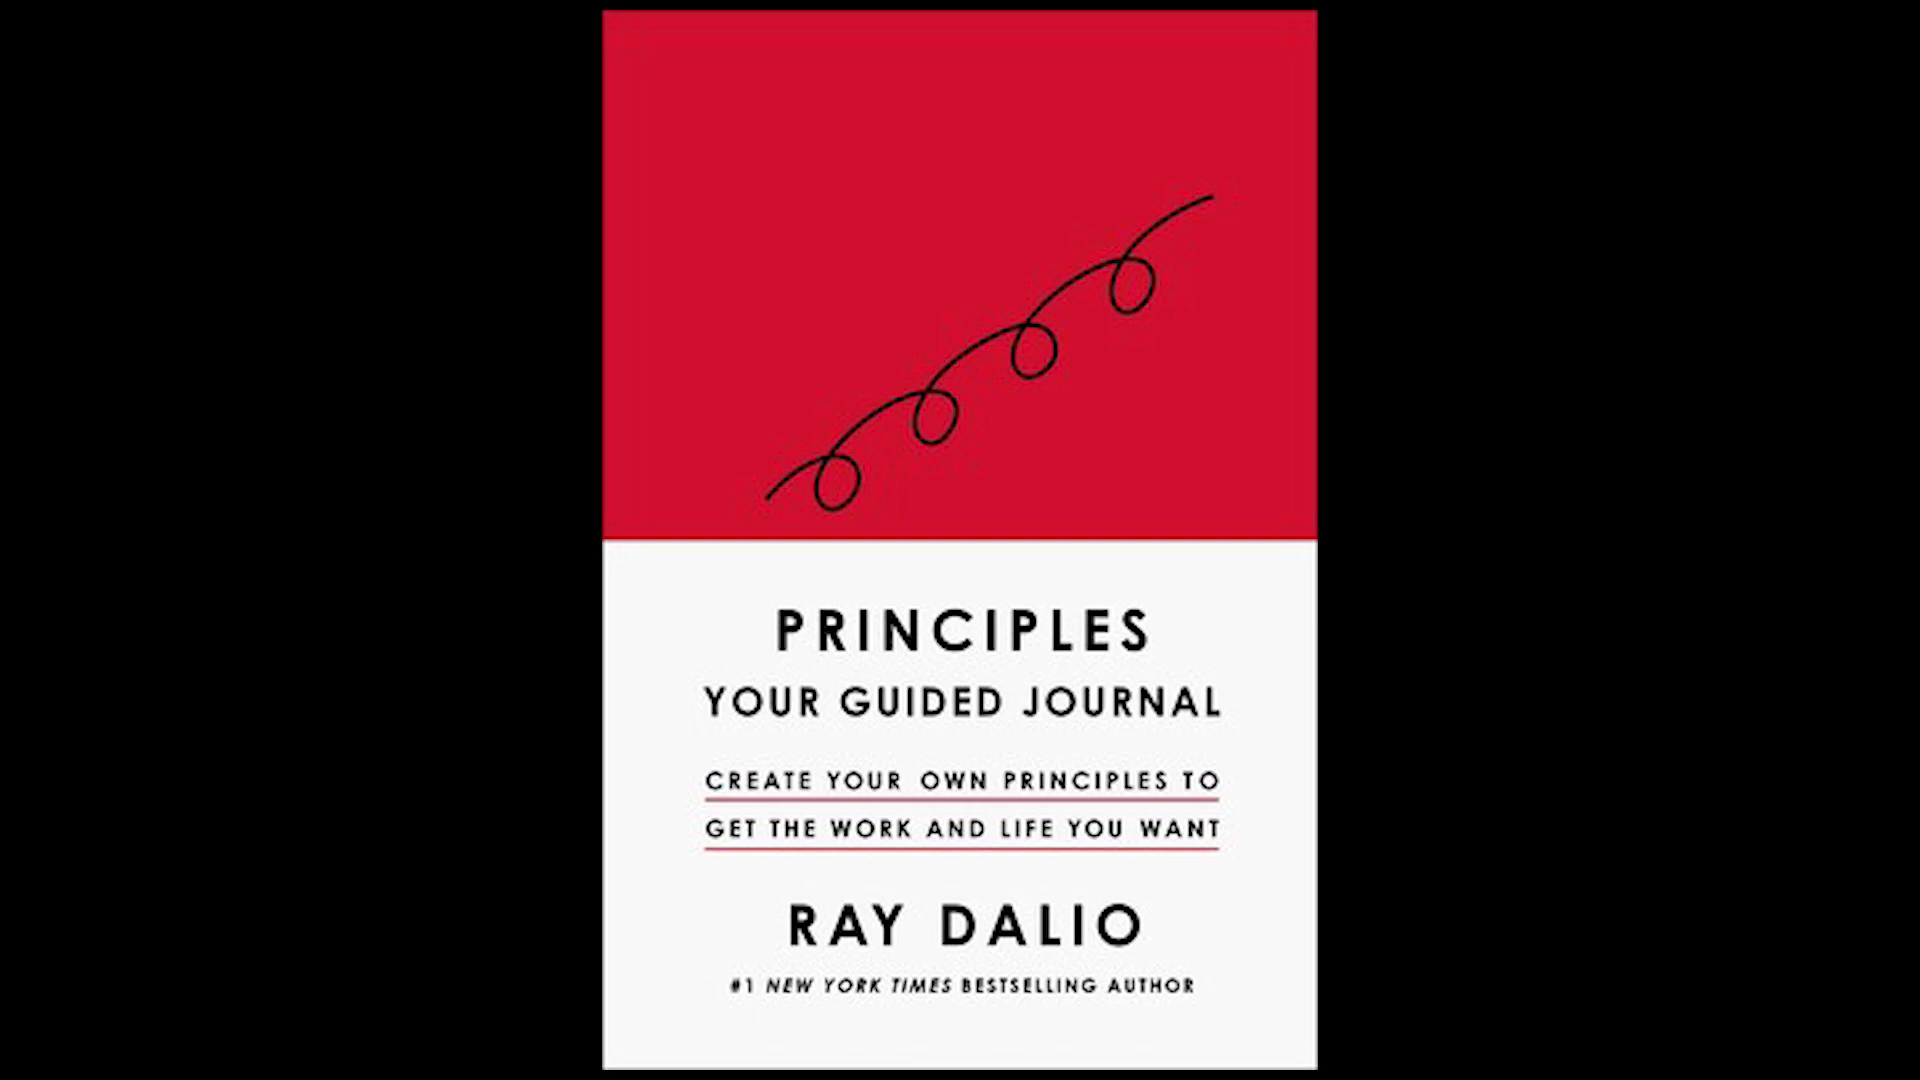 PRINCIPLES
YOUR GUIDED JOURNAL
CREATE YOUR OWN PRINCIPLES TO
GET THE WORK AND LIFE YOU WANT
RAY DALIO
#1 NEW YORK TIMES BESTSELLING AUTHOR